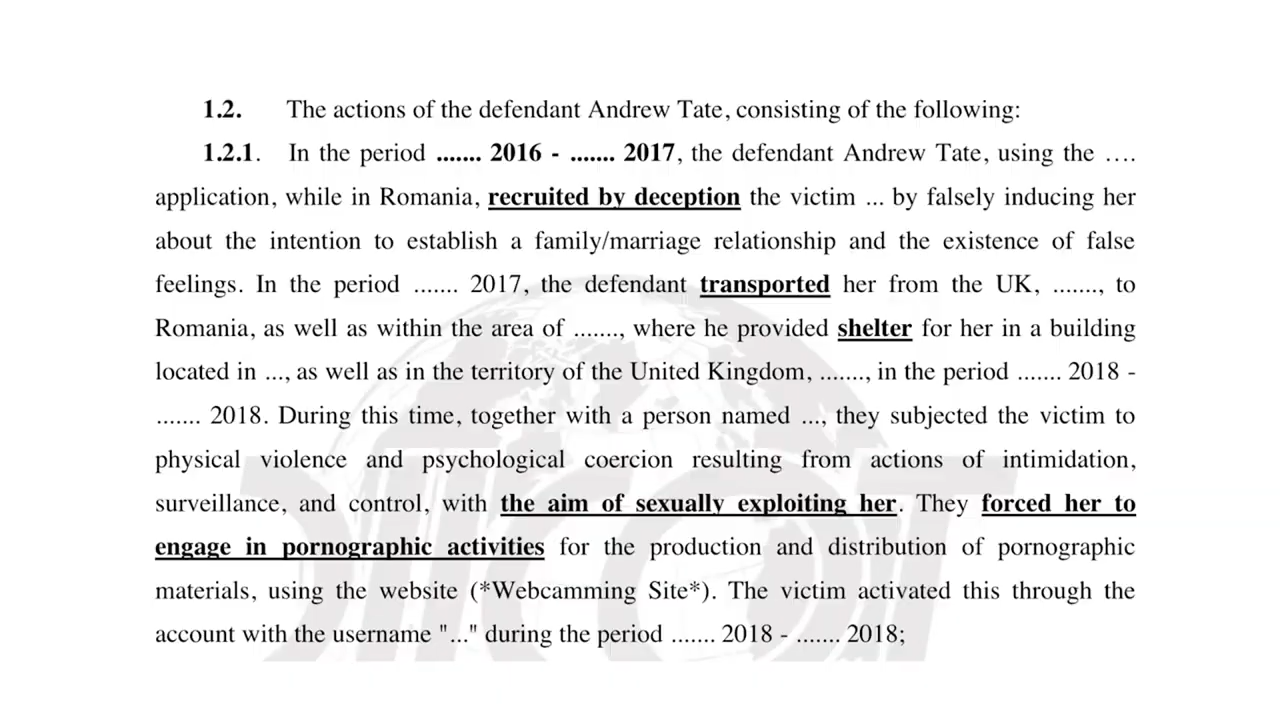 1.2. The actions of the defendant Andrew Tate, consisting of the following:
1.2.1. In the period ....... 2016 - ....... 2017, the defendant Andrew Tate, using the ....
application, while in Romania, recruited by deception the victim ... by falsely inducing her
about the intention to establish a family/marriage relationship and the existence of false
feelings. In the period ....... 2017, the defendant transported her from the UK, ......., to
Romania, as well as within the area of ......., where he provided shelter for her in a building
located in ..., as well as in the territory of the United Kingdom, ......., in the period ....... 2018 -
....... 2018. During this time, together with a person named ..., they subjected the victim to
physical violence and psychological coercion resulting from actions of intimidation,
surveillance, and control, with the aim of sexually exploiting her. They forced her to
engage in pornographic activities for the production and distribution of pornographic
materials, using the website (*Webcamming Site*). The victim activated this through the
account with the username "..." during the period ....... 2018 - ....... 2018;
DIICOT